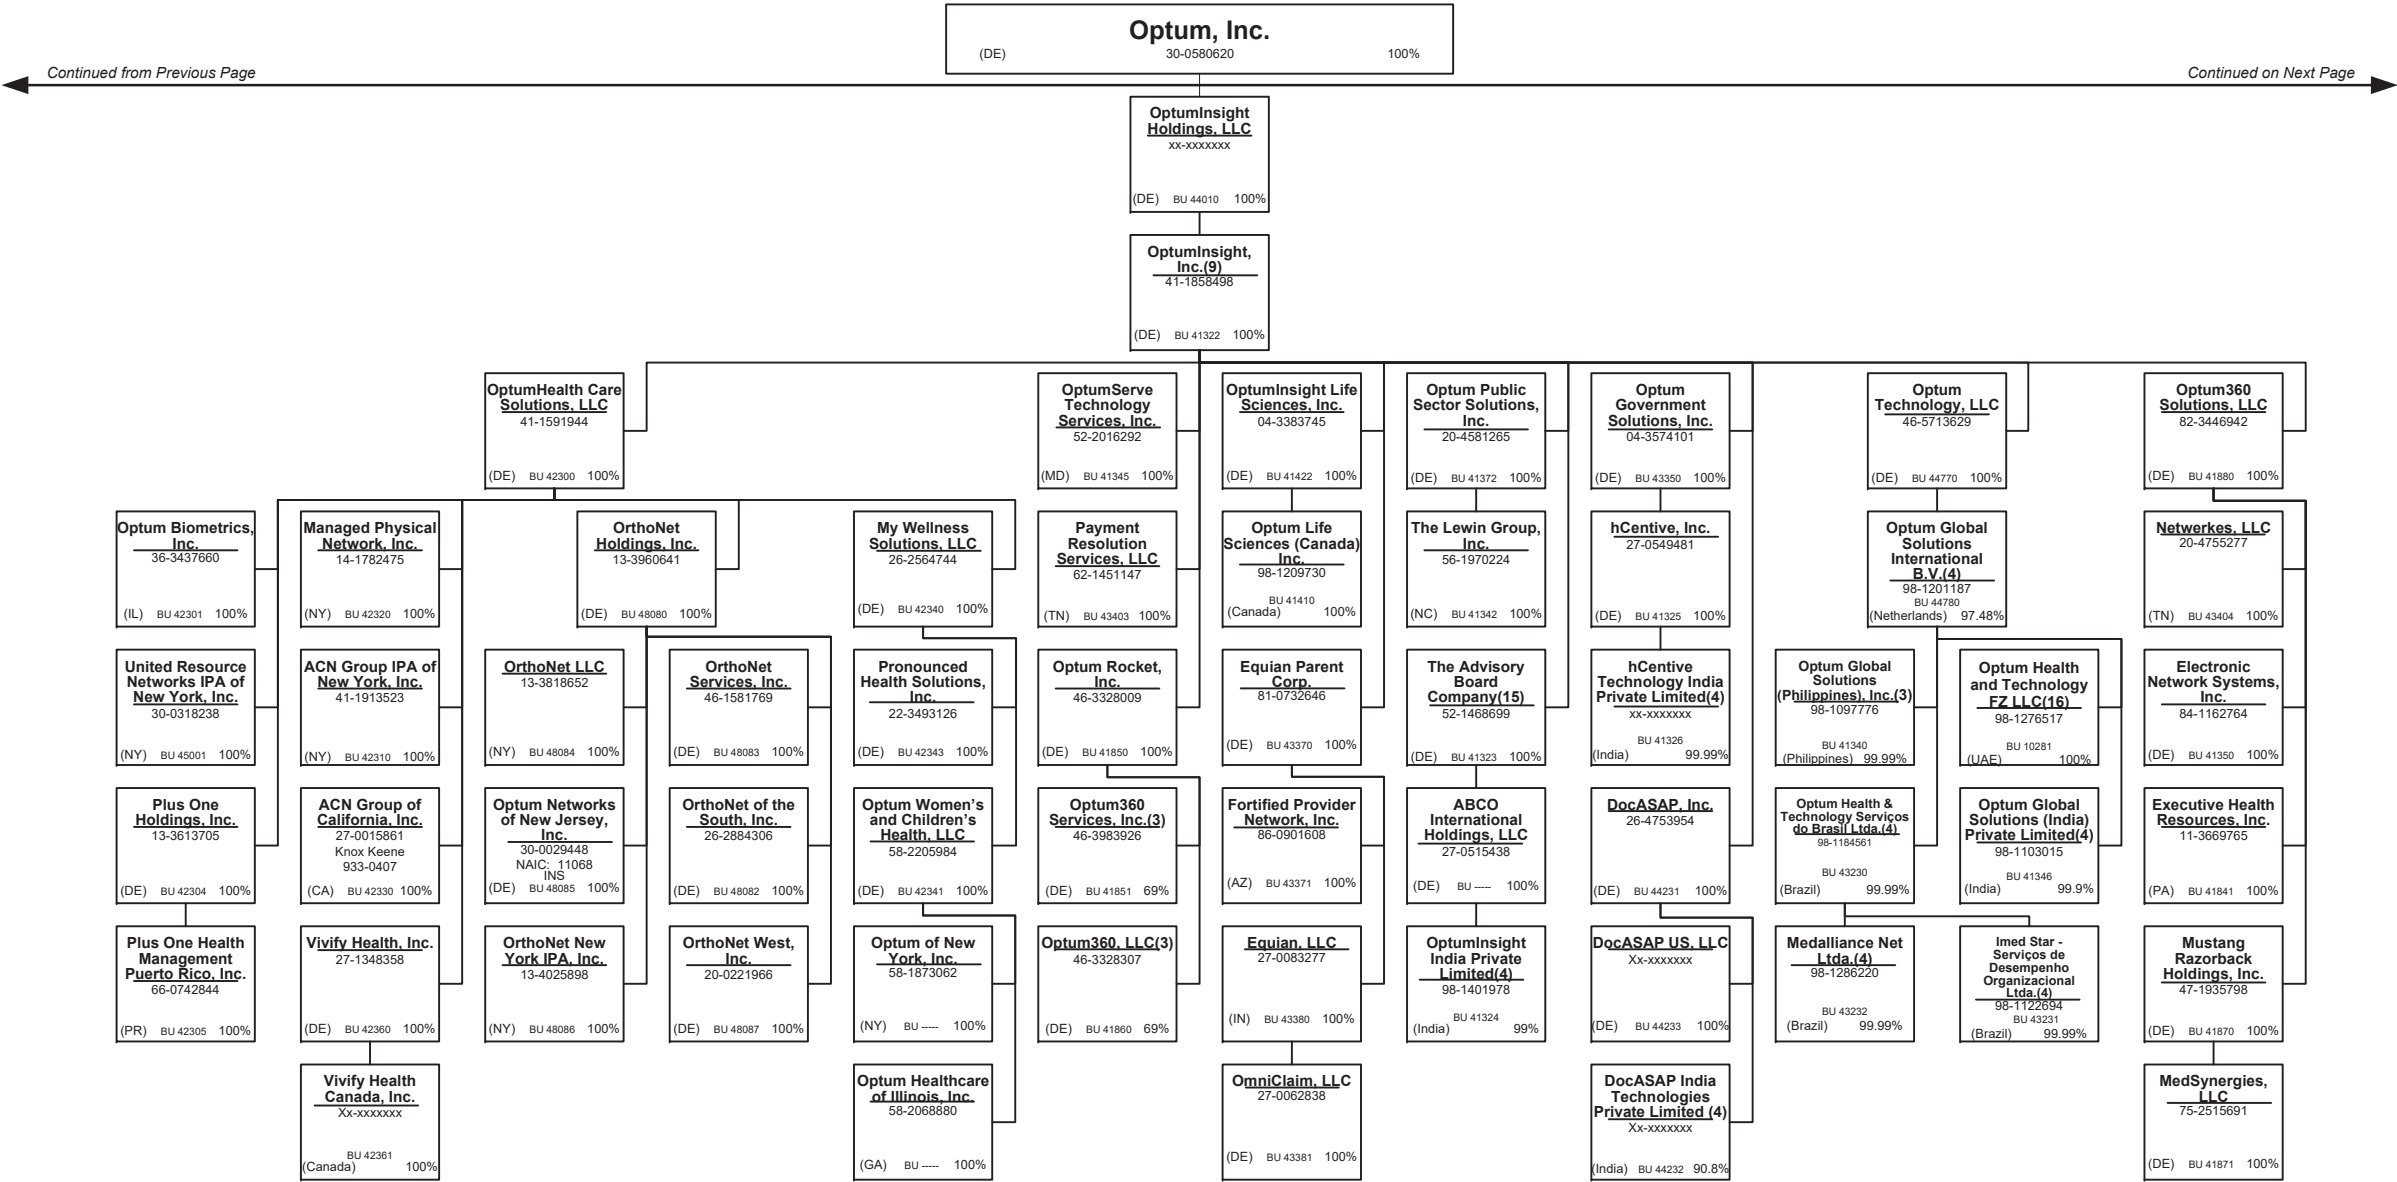 Optum, Inc.
(DE) 30-0580620 100%
Continued from Previous Page
Continued on Next Page
OptumInsight
Holdings, LLC
xx-xxxxxxx
(DE) BU 44010 100%
OptumInsight,
Inc.(9)
41-1858498
(DE) BU 41322 100%
OptumHealth Care
Solutions, LLC
41-1591944
(DE) BU 42300 100%
OptumServe
Technology
Services, Inc.
52-2016292
(MD) BU 41345 100%
OptumInsight Life
Sciences, Inc.
04-3383745
(DE) BU 41422 100%
Optum Public
Sector Solutions,
Inc.
20-4581265
(DE) BU 41372 100%
Optum
Government
Solutions, Inc.
04-3574101
(DE) BU 43350 100%
Optum
Technology, LLC
46-5713629
(DE) BU 44770 100%
Optum360
Solutions, LLC
82-3446942
(DE) BU 41880 100%
Optum Biometrics,
Inc.
36-3437660
(IL) BU 42301 100%
Managed Physical
Network, Inc.
14-1782475
(NY) BU 42320 100%
OrthoNet
Holdings, Inc.
13-3960641
(DE) BU 48080 100%
My Wellness
Solutions, LLC
26-2564744
(DE) BU 42340 100%
Payment
Resolution
Services, LLC
62-1451147
(TN) BU 43403 100%
Optum Life
Sciences (Canada)
Inc.
98-1209730
BU 41410
(Canada) 100%
The Lewin Group,
Inc.
56-1970224
(NC) BU 41342 100%
hCentive, Inc.
27-0549481
(DE) BU 41325 100%
Optum Global
Solutions
International
B.V.(4)
98-1201187
BU 44780
(Netherlands) 97.48%
Netwerkes, LLC
20-4755277
(TN) BU 43404 100%
United Resource
Networks IPA of
New York, Inc.
30-0318238
(NY) BU 45001 100%
ACN Group IPA of
New York, Inc.
41-1913523
(NY) BU 42310 100%
OrthoNet LLC
13-3818652
(NY) BU 48084 100%
OrthoNet
Services, Inc.
46-1581769
(DE) BU 48083 100%
Pronounced
Health Solutions,
Inc.
22-3493126
(DE) BU 42343 100%
Optum Rocket,
Inc.
46-3328009
(DE) BU 41850 100%
Equian Parent
Corp.
81-0732646
(DE) BU 43370 100%
The Advisory
Board
Company(15)
52-1468699
(DE) BU 41323 100%
hCentive
Technology India
Private Limited(4)
xx-xxxxxxx
BU 41326
(India) 99.99%
Optum Global
Solutions
(Philippines), Inc.(3)
98-1097776
BU 41340
(Philippines) 99.99%
Optum Health
and Technology
FZ LLC(16)
98-1276517
BU 10281
(UAE) 100%
Electronic
Network Systems,
Inc.
84-1162764
(DE) BU 41350 100%
Plus One
Holdings, Inc.
13-3613705
(DE) BU 42304 100%
ACN Group of
California, Inc.
27-0015861
Knox Keene
933-0407
(CA) BU 42330 100%
Optum Networks
of New Jersey,
Inc.
30-0029448
NAIC: 11068
INS
(DE) BU 48085 100%
OrthoNet of the
South, Inc.
26-2884306
(DE) BU 48082 100%
Optum Women's
and Children's
Health, LLC
58-2205984
(DE) BU 42341 100%
Optum360
Services, Inc.(3)
46-3983926
(DE) BU 41851 69%
Fortified Provider
Network, Inc.
86-0901608
(AZ) BU 43371 100%
ABCO
International
Holdings, LLC
27-0515438
(DE) BU ----- 100%
DocASAP, Inc.
26-4753954
(DE) BU 44231 100%
Optum Health &
Technology Serviços
do Brasil Ltda.(4)
98-1184561
BU 43230
(Brazil) 99.99%
Optum Global
Solutions (India)
Private Limited(4)
98-1103015
BU 41346
(India) 99.9%
Executive Health
Resources, Inc.
11-3669765
(PA) BU 41841 100%
Plus One Health
Management
Puerto Rico, Inc.
66-0742844
(PR) BU 42305 100%
Vivify Health, Inc.
27-1348358
(DE) BU 42360 100%
OrthoNet New
York IPA, Inc.
13-4025898
(NY) BU 48086 100%
OrthoNet West,
Inc.
20-0221966
(DE) BU 48087 100%
Optum of New
York, Inc.
58-1873062
(NY) BU ----- 100%
Optum360, LLC(3)
46-3328307
(DE) BU 41860 69%
Equian, LLC
27-0083277
(IN) BU 43380 100%
OptumInsight
India Private
Limited(4)
98-1401978
BU 41324
(India) 99%
DocASAP US, LLC
Xx-xxxxxxx
(DE) BU 44233 100%
Medalliance Net
Ltda.(4)
98-1286220
BU 43232
(Brazil) 99.99%
Imed Star -
Serviços de
Desempenho
Organizacional
Ltda.(4)
98-1122694
BU 43231
(Brazil) 99.99%
Mustang
Razorback
Holdings, Inc.
47-1935798
(DE) BU 41870 100%
Vivify Health
Canada, Inc.
Xx-xxxxxxx
BU 42361
(Canada) 100%
Optum Healthcare
of Illinois, Inc.
58-2068880
(GA) BU ----- 100%
OmniClaim, LLC
27-0062838
(DE) BU 43381 100%
DocASAP India
Technologies
Private Limited (4)
Xx-xxxxxxx
(India) BU 44232 90.8%
MedSynergies,
LLC
75-2515691
(DE) BU 41871 100%